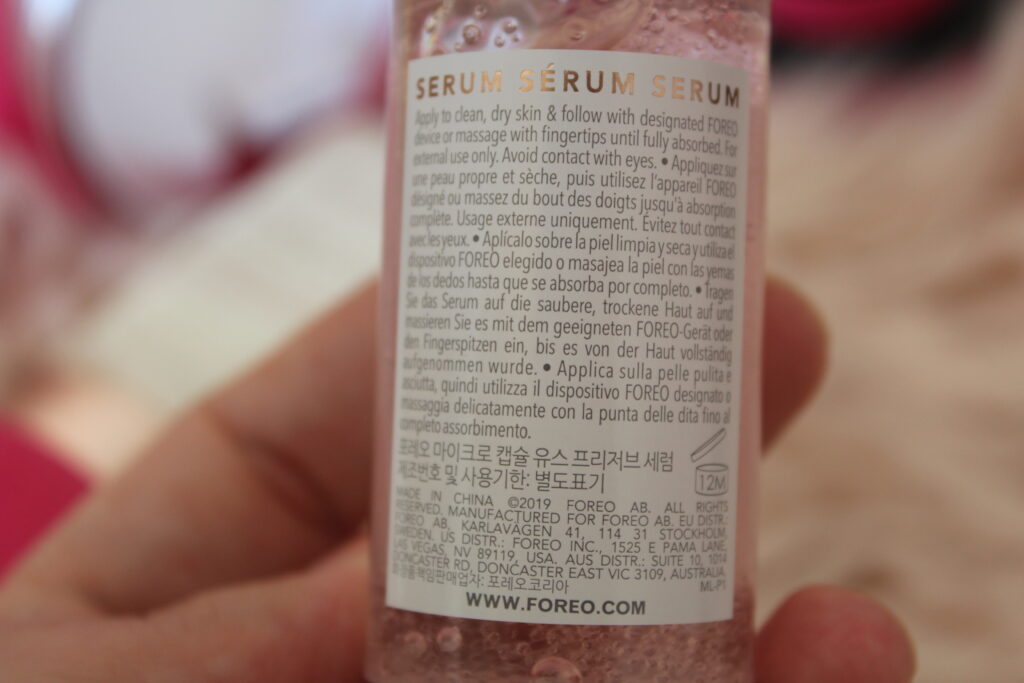 SERUM SÉRUM SERUM
Apply to clean, dry skin & follow with designated FOREO
device or massage with fingertips until fully absorbed. For
external use only. Avoid contact with eyes. • Appliquez sur
une peau propre et sèche, puis utilisez l'appareil FOREO
désigné ou massez du bout des doigts jusqu'à absorption
complète. Usage externe uniquement. Évitez tout contact
avec les yeux. • Aplícalo sobre la piel limpia y seca y utiliza el
dispositivo FOREO elegido o masajea la piel con las yemas
de los dedos hasta que se absorba por completo. • Tragen
Sie das Serum auf die saubere, trockene Haut auf und
massieren Sie es mit dem geeigneten FOREO-Gerät oder
den Fingerspitzen ein, bis es von der Haut vollständig
aufgenommen wurde. • Applica sulla pelle pulita e
asciutta, quindi utilizza il dispositivo FOREO designato o
massaggia delicatamente con la punta delle dita fino al
completo assorbimento.
포레오 마이크로 캡슐 유스 프리저브 세럼
제조번호 및 사용기한: 별도표기
12M
MADE IN CHINA ©2019 FOREO AB. ALL RIGHTS
RESERVED. MANUFACTURED FOR FOREO AB. EU DISTR.:
FOREO AB, KARLAVÄGEN 41, 114 31 STOCKHOLM,
SWEDEN. US DISTR.: FOREO INC., 1525 E PAMA LANE,
LAS VEGAS, NV 89119, USA. AUS DISTR.: SUITE 10, 1014
DONCASTER RD, DONCASTER EAST VIC 3109, AUSTRALIA.
화장품책임판매업자: 포레오코리아 ML-P1
WWW.FOREO.COM